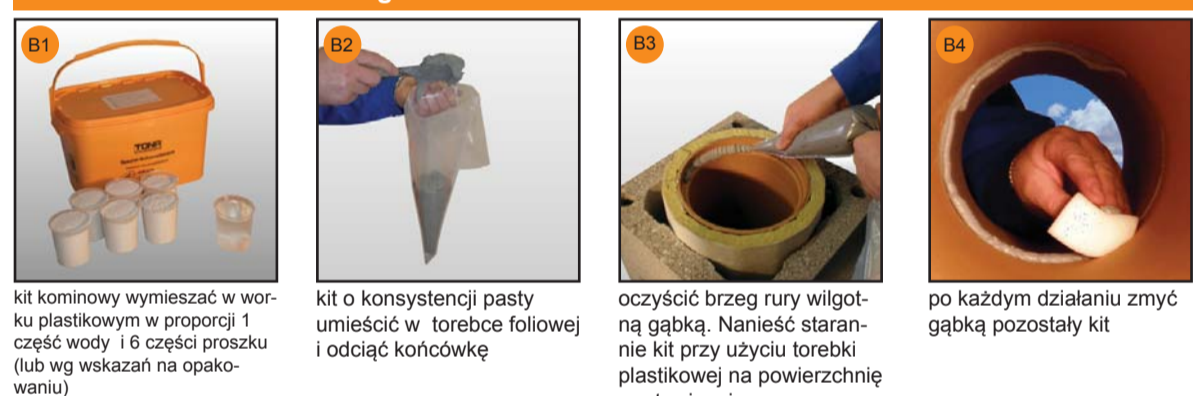 B1
B2
B3
B4
TONA
kit kominowy wymieszać w wor-
ku plastikowym w proporcji 1
część wody i 6 części proszku
(lub wg wskazań na opako-
waniu)
kit o konsystencji pasty
umieścić w torebce foliowej
i odciąć końcówkę
oczyścić brzeg rury wilgot-
ną gąbką. Nanieść staran-
nie kit przy użyciu torebki
plastikowej na powierzchnię
po każdym działaniu zmyć
gąbką pozostały kit